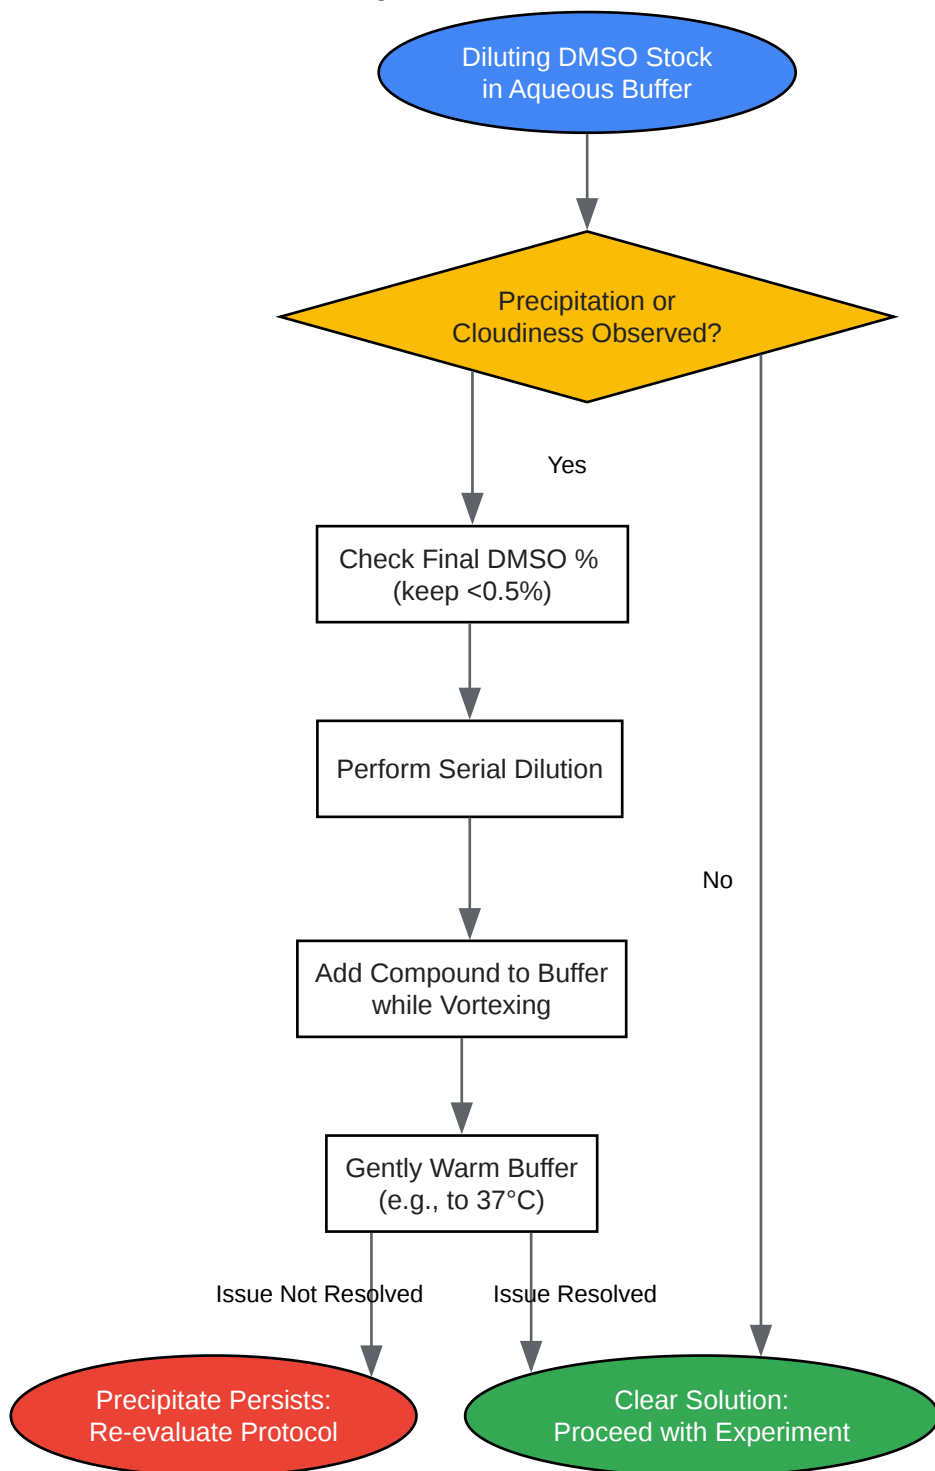 Diluting DMSO Stock
in Aqueous Buffer
Precipitation or
Cloudiness Observed?
Yes
Check Final DMSO %
(keep <0.5%)
Perform Serial Dilution
No
Add Compound to Buffer
while Vortexing
Gently Warm Buffer
(e.g., to 37°C)
Issue Not Resolved
Issue Resolved
Precipitate Persists:
Re-evaluate Protocol
Clear Solution:
Proceed with Experiment